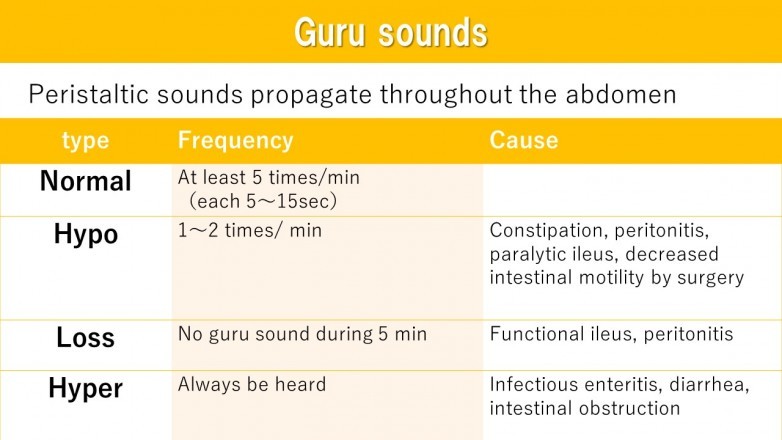 Guru sounds
Peristaltic sounds propagate throughout the abdomen
type Frequency Cause
Normal At least 5 times/min
（each 5～15sec）
Hypo 1～2 times/ min Constipation, peritonitis,
paralytic ileus, decreased
intestinal motility by surgery
Loss No guru sound during 5 min Functional ileus, peritonitis
Hyper Always be heard Infectious enteritis, diarrhea,
intestinal obstruction